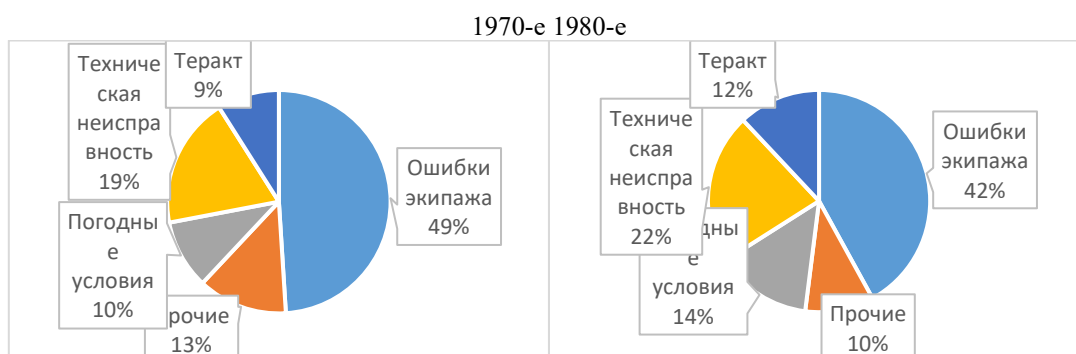 1970-е 1980-е
Техниче
ская
неиспра
вность
19%
Теракт
9%
Ошибки
экипажа
49%
Погодны
е
условия
10%
рочие
13%
Теракт
12%
Техниче
ская
неиспра
вность
22%
Ошибки
экипажа
42%
дны
е
условия
14%
Прочие
10%